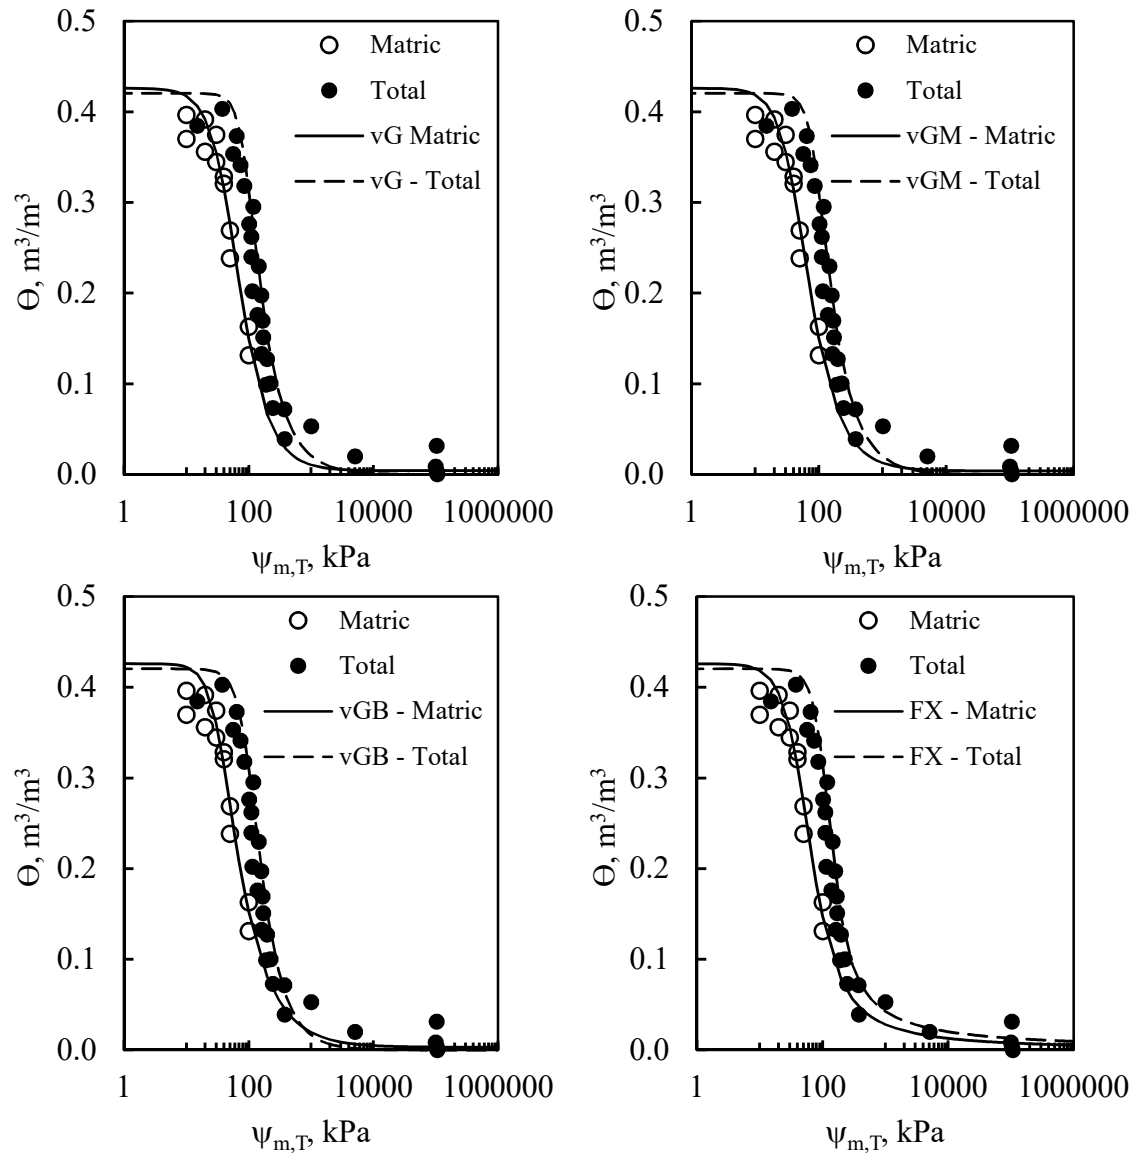 0.5
0.4
0.3
0.2
0.1
0.0
Ө, m³/m³
Matric
Total
vG Matric
vG - Total
1
100
10000
1000000
ψm,T, kPa
0.5
0.4
0.3
0.2
0.1
0.0
Ө, m³/m³
Matric
Total
vGM - Matric
vGM - Total
1
100
10000
1000000
ψm,T, kPa
0.5
0.4
0.3
0.2
0.1
0.0
Ө, m³/m³
Matric
Total
vGB - Matric
vGB - Total
1
100
10000
1000000
ψm,T, kPa
0.5
0.4
0.3
0.2
0.1
0.0
Ө, m³/m³
Matric
Total
FX - Matric
FX - Total
1
100
10000
1000000
ψm,T, kPa